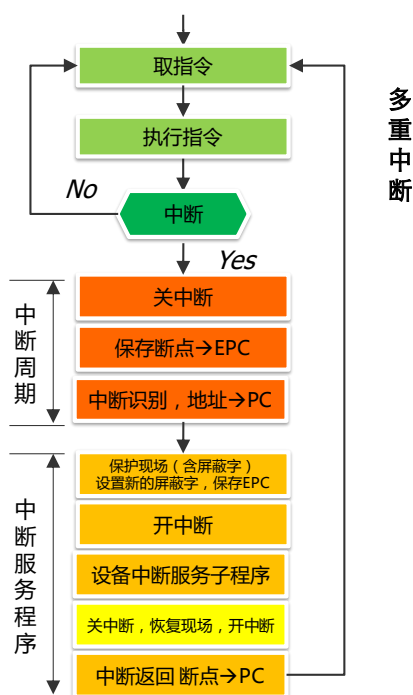 取指令
多重中断
执行指令
No
中断
Yes
中断周期
关中断
保存断点→EPC
中断识别，地址→PC
中断服务程序
保护现场（含屏蔽字）
设置新的屏蔽字，保存EPC
开中断
设备中断服务子程序
关中断，恢复现场，开中断
中断返回 断点→PC